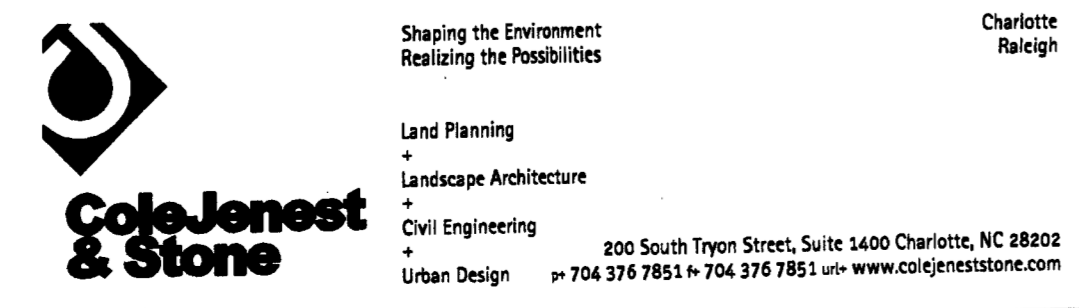 ColeJenest
& Stone
Shaping the Environment
Realizing the Possibilities
Land Planning
+
Landscape Architecture
+
Civil Engineering
+
Urban Design
Charlotte
Raleigh
200 South Tryon Street, Suite 1400 Charlotte, NC 28202
p+ 704 376 7851 f+ 704 376 7851 url+ www.colejeneststone.com